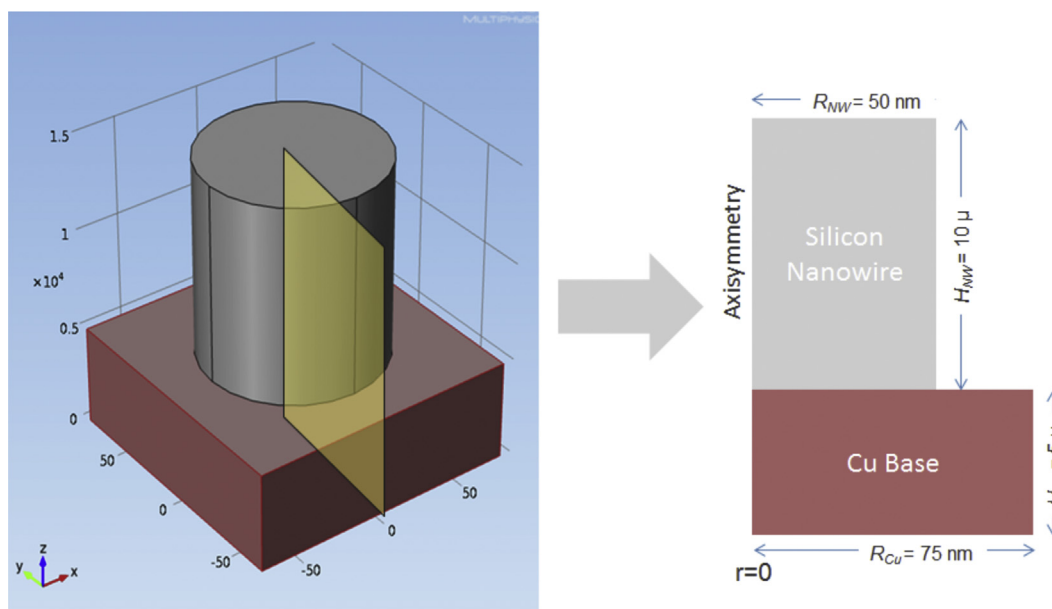 MULTIPHYSI
1.5
1
×10⁴
0.5
0
50
0
-50
-50
0
50
z
y
x
R_NW = 50 nm
Axisymmetry
Silicon
Nanowire
H_NW = 10 µ
Cu Base
R_Cu = 75 nm
r=0